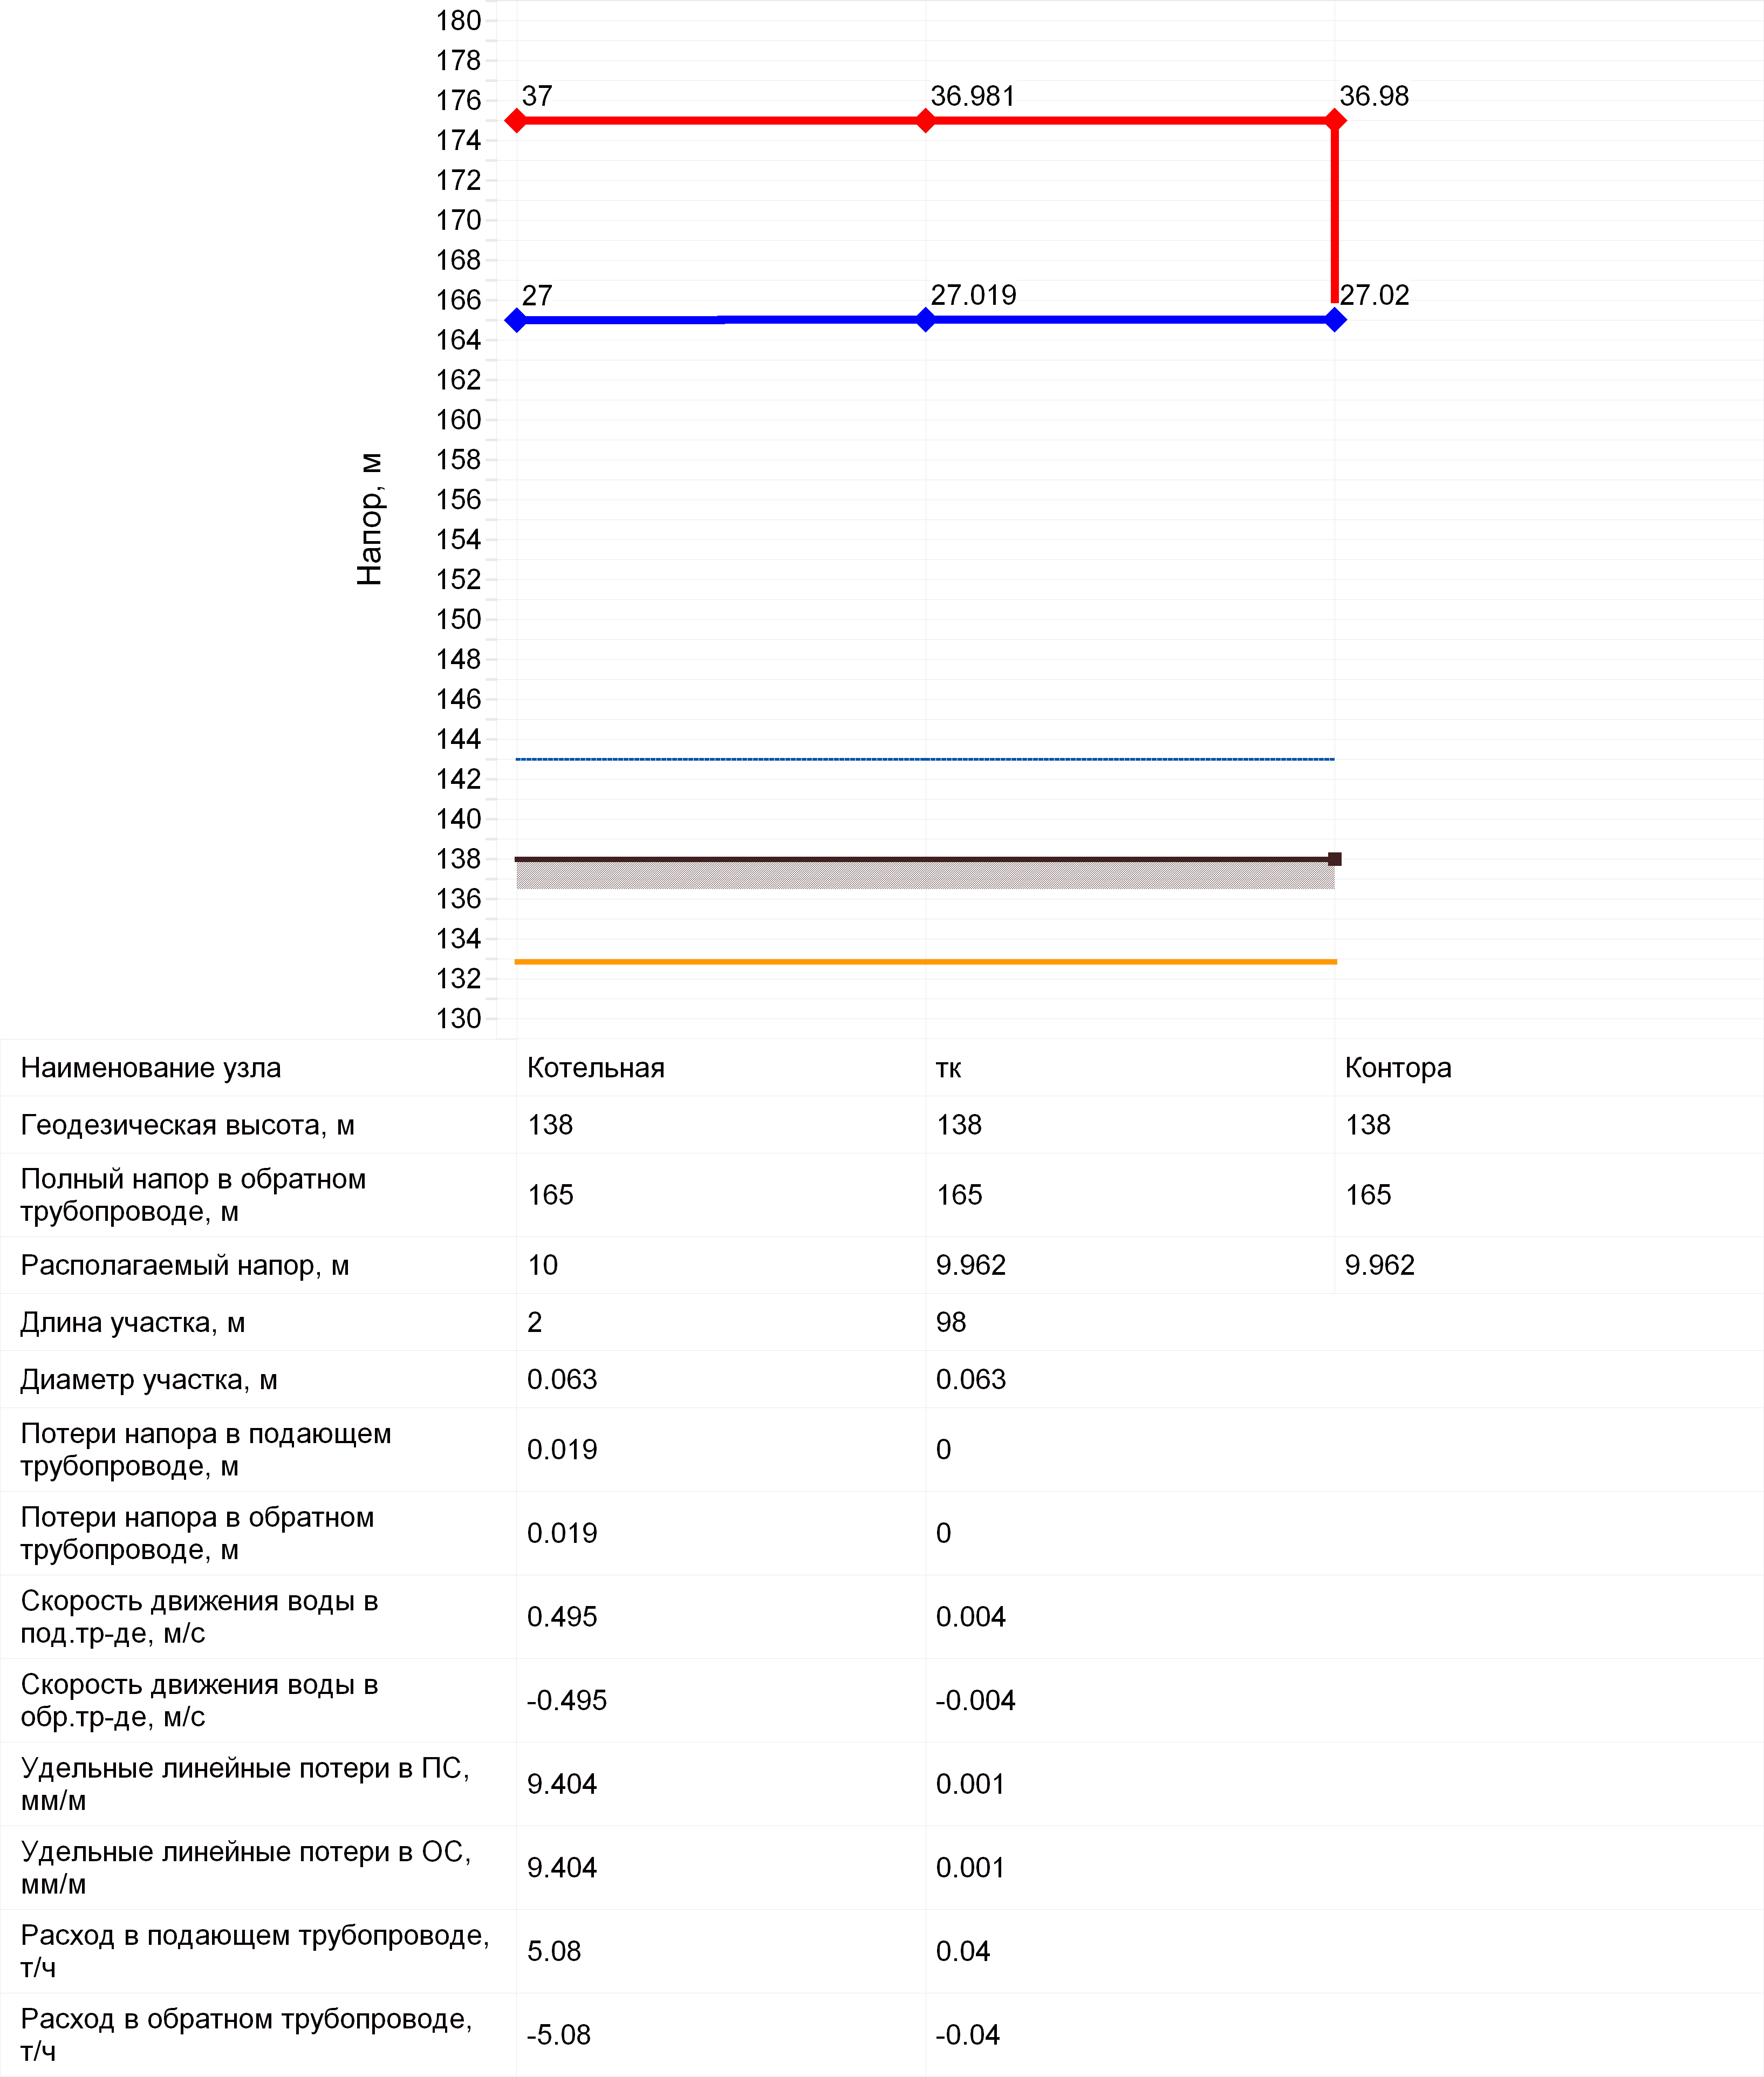 180
178
176
174
172
170
168
166
164
162
160
158
156
154
152
150
148
146
144
142
140
138
136
134
132
130
Напор, м
37 36.981 36.98
27 27.019 27.02
Наименование узла Котельная тк Контора
Геодезическая высота, м 138 138 138
Полный напор в обратном
трубопроводе, м 165 165 165
Располагаемый напор, м 10 9.962 9.962
Длина участка, м 2 98
Диаметр участка, м 0.063 0.063
Потери напора в подающем
трубопроводе, м 0.019 0
Потери напора в обратном
трубопроводе, м 0.019 0
Скорость движения воды в
под.тр-де, м/с 0.495 0.004
Скорость движения воды в
обр.тр-де, м/с -0.495 -0.004
Удельные линейные потери в ПС,
мм/м 9.404 0.001
Удельные линейные потери в ОС,
мм/м 9.404 0.001
Расход в подающем трубопроводе,
т/ч 5.08 0.04
Расход в обратном трубопроводе,
т/ч -5.08 -0.04